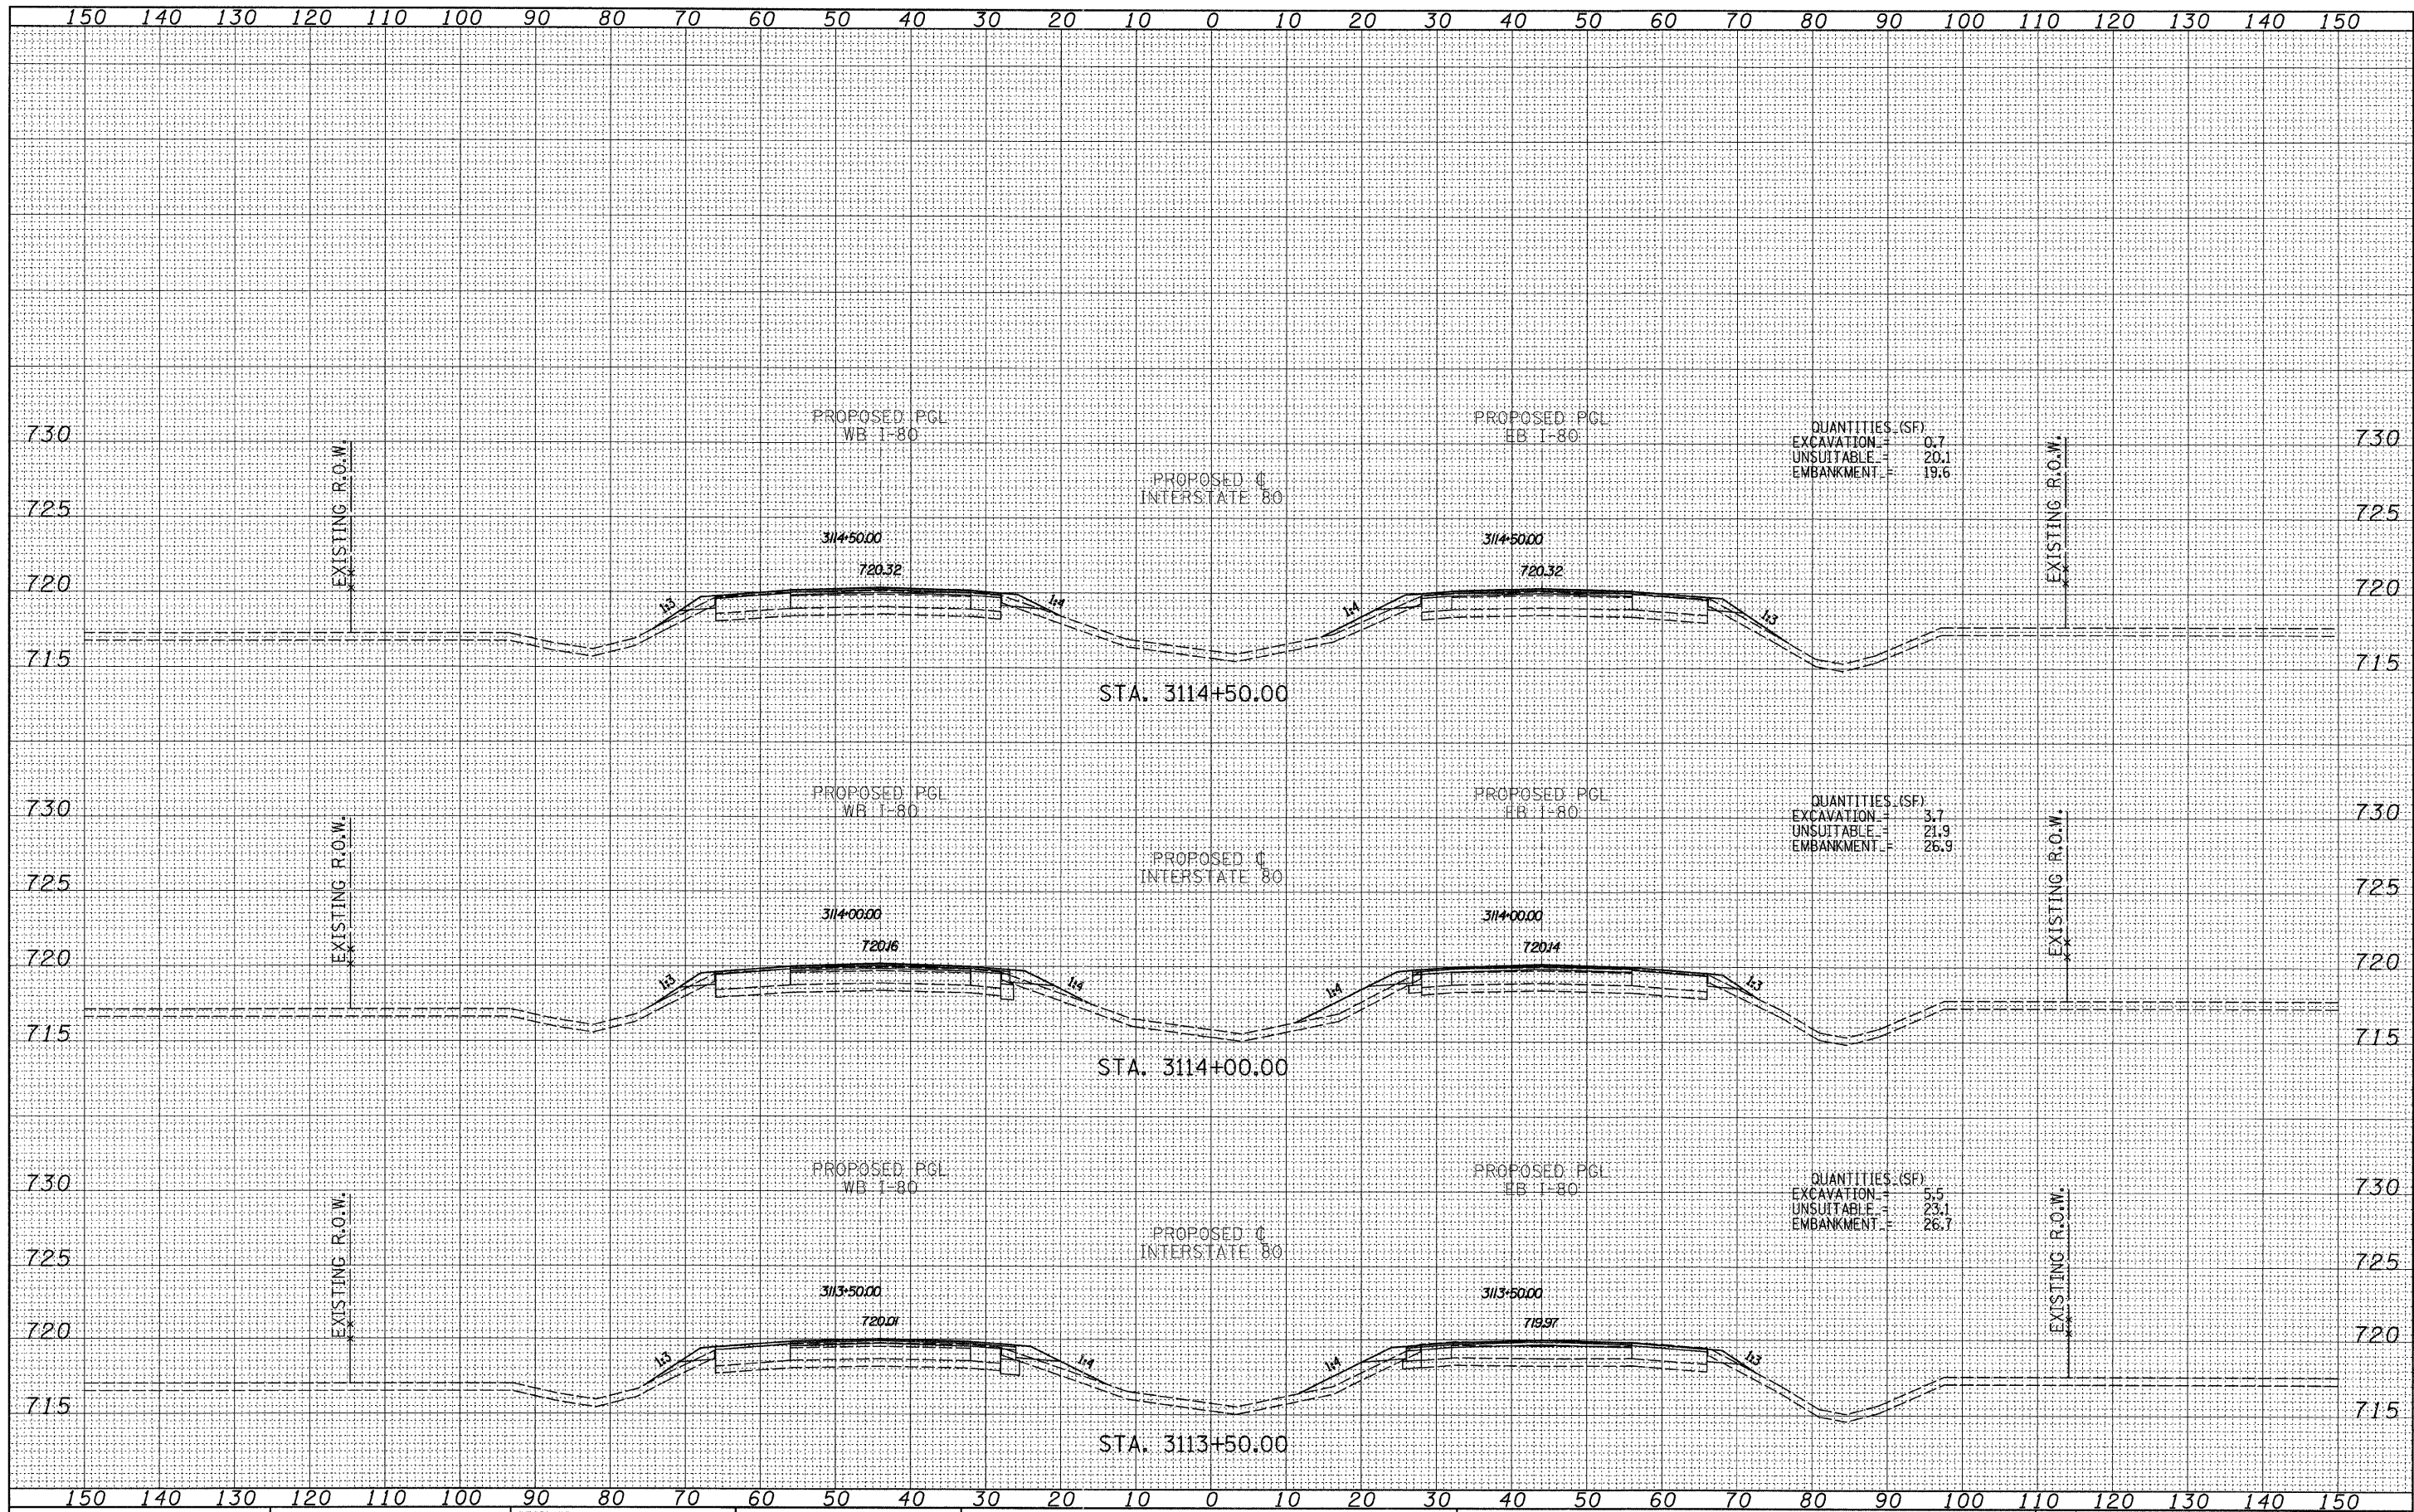 150 140 130 120 110 100 90 80 70 60 50 40 30 20 10 0 10 20 30 40 50 60 70 80 90 100 110 120 130 140 150
PROPOSED PGL
WB I-80
PROPOSED PGL
EB I-80
PROPOSED ℄
INTERSTATE 80
QUANTITIES (SF)
EXCAVATION = 0.7
UNSUITABLE = 20.1
EMBANKMENT = 19.6
730 730
725 725
720 720
715 715
EXISTING R.O.W.
EXISTING R.O.W.
3114+50.00
720.32
3114+50.00
720.32
1:3
1:4
1:4
1:3
STA. 3114+50.00
PROPOSED PGL
WB I-80
PROPOSED PGL
EB I-80
PROPOSED ℄
INTERSTATE 80
QUANTITIES (SF)
EXCAVATION = 3.7
UNSUITABLE = 21.9
EMBANKMENT = 26.9
730 730
725 725
720 720
715 715
EXISTING R.O.W.
EXISTING R.O.W.
3114+00.00
720.16
3114+00.00
720.14
1:3
1:4
1:4
1:3
STA. 3114+00.00
PROPOSED PGL
WB I-80
PROPOSED PGL
EB I-80
PROPOSED ℄
INTERSTATE 80
QUANTITIES (SF)
EXCAVATION = 5.5
UNSUITABLE = 23.1
EMBANKMENT = 26.7
730 730
725 725
720 720
715 715
EXISTING R.O.W.
EXISTING R.O.W.
3113+50.00
720.01
3113+50.00
719.97
1:3
1:4
1:4
1:3
STA. 3113+50.00
150 140 130 120 110 100 90 80 70 60 50 40 30 20 10 0 10 20 30 40 50 60 70 80 90 100 110 120 130 140 150